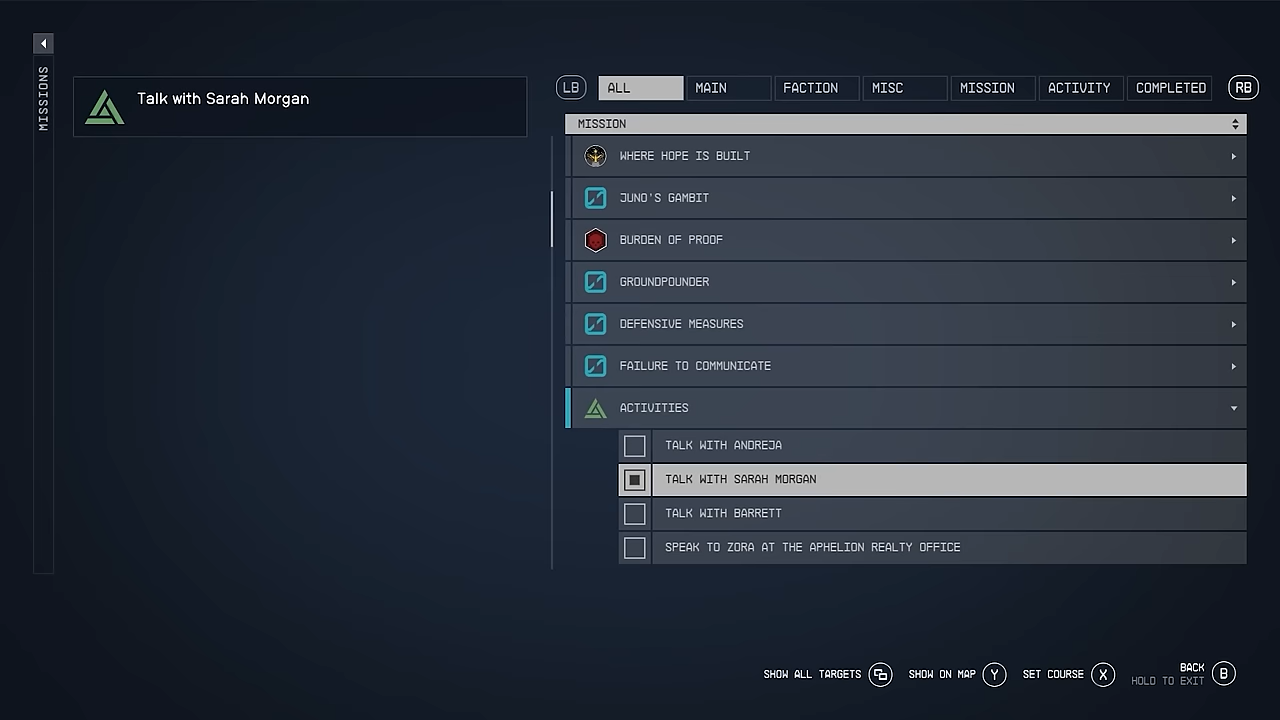 MISSIONS
Talk with Sarah Morgan
LB ALL MAIN FACTION MISC MISSION ACTIVITY COMPLETED RB
MISSION
WHERE HOPE IS BUILT
JUNO'S GAMBIT
BURDEN OF PROOF
GROUNDPOUNDER
DEFENSIVE MEASURES
FAILURE TO COMMUNICATE
ACTIVITIES
TALK WITH ANDREJA
TALK WITH SARAH MORGAN
TALK WITH BARRETT
SPEAK TO ZORA AT THE APHELION REALTY OFFICE
SHOW ALL TARGETS SHOW ON MAP Y SET COURSE X BACK B
HOLD TO EXIT